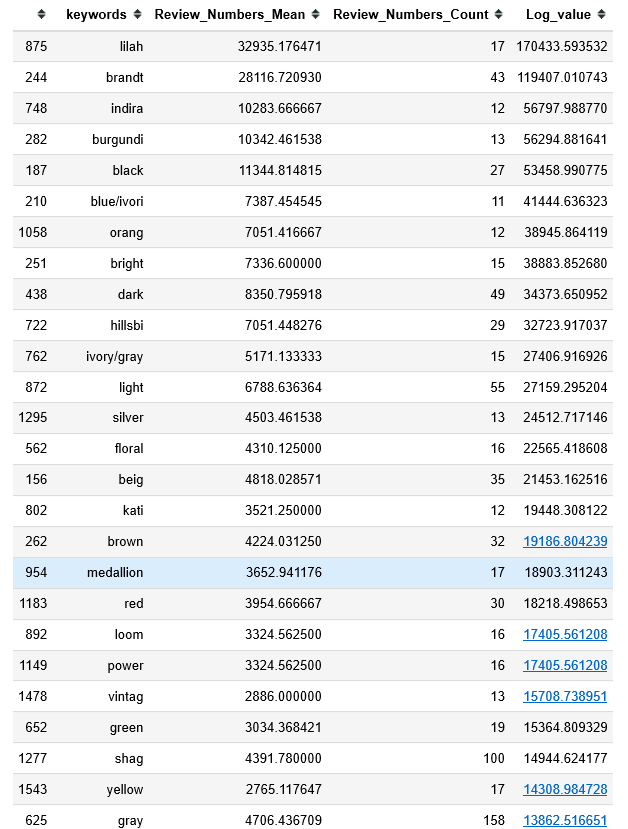 keywords Review_Numbers_Mean Review_Numbers_Count Log_value
875 lilah 32935.176471 17 170433.593532
244 brandt 28116.720930 43 119407.010743
748 indira 10283.666667 12 56797.988770
282 burgundi 10342.461538 13 56294.881641
187 black 11344.814815 27 53458.990775
210 blue/ivori 7387.454545 11 41444.636323
1058 orang 7051.416667 12 38945.864119
251 bright 7336.600000 15 38883.852680
438 dark 8350.795918 49 34373.650952
722 hillsbi 7051.448276 29 32723.917037
762 ivory/gray 5171.133333 15 27406.916926
872 light 6788.636364 55 27159.295204
1295 silver 4503.461538 13 24512.717146
562 floral 4310.125000 16 22565.418608
156 beig 4818.028571 35 21453.162516
802 kati 3521.250000 12 19448.308122
262 brown 4224.031250 32 19186.804239
954 medallion 3652.941176 17 18903.311243
1183 red 3954.666667 30 18218.498653
892 loom 3324.562500 16 17405.561208
1149 power 3324.562500 16 17405.561208
1478 vintag 2886.000000 13 15708.738951
652 green 3034.368421 19 15364.809329
1277 shag 4391.780000 100 14944.624177
1543 yellow 2765.117647 17 14308.984728
625 gray 4706.436709 158 13862.516651